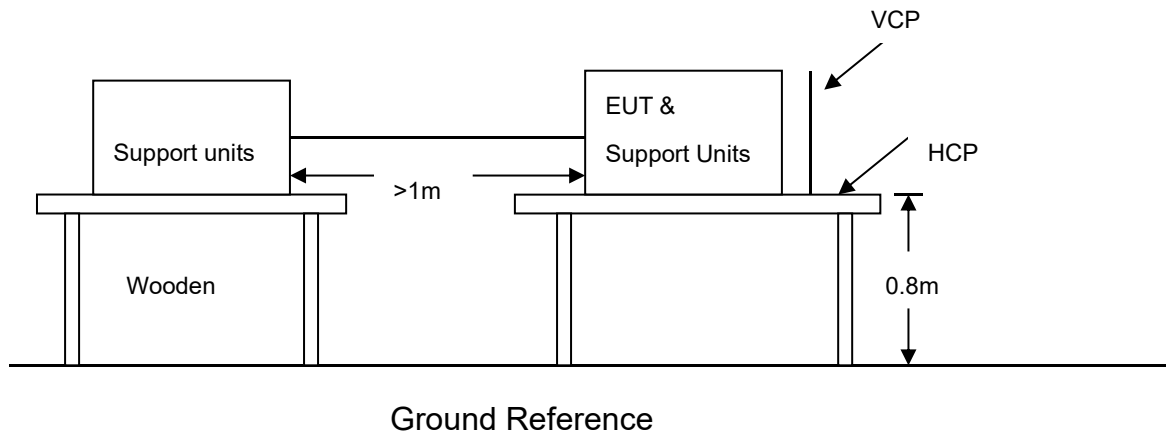 VCP
EUT &
Support units
Support Units
HCP
>1m
Wooden
0.8m
Ground Reference